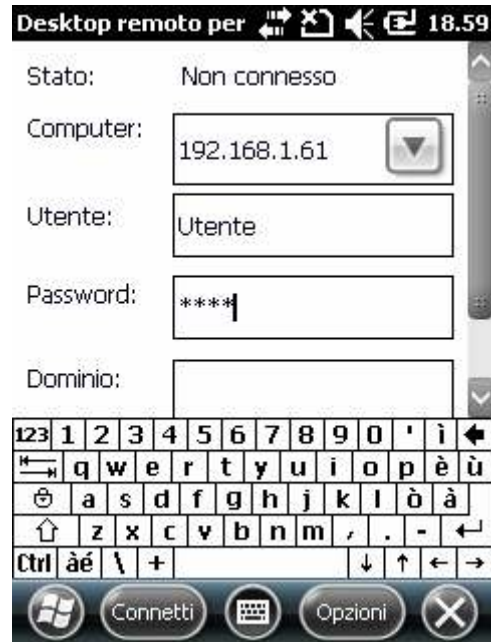 Desktop remoto per 18.59
Stato: Non connesso
Computer: 192.168.1.61
Utente: Utente
Password: ****
Dominio:
123 1 2 3 4 5 6 7 8 9 0 ' ì
q w e r t y u i o p è ù
a s d f g h j k l ò à
z x c v b n m , . -
Ctrl àé \ +
Connetti Opzioni